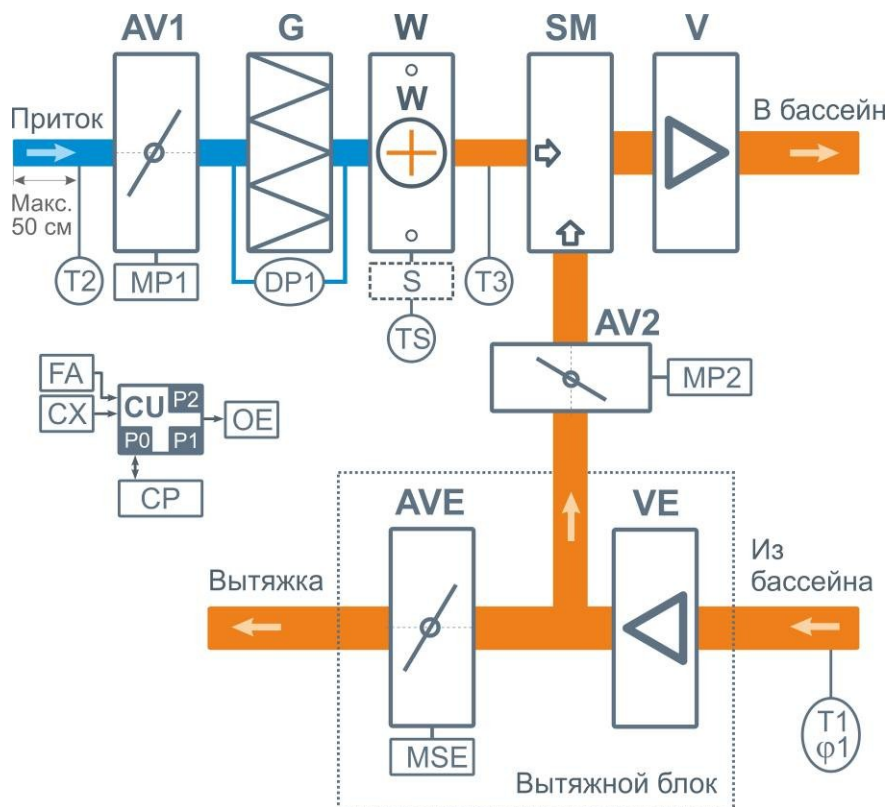 AV1 G W SM V
W
Приток
В бассейн
Макс.
50 см
T2
MP1
DP1
S
T3
TS
AV2
MP2
FA
CX
CU P2
P0 P1
OE
CP
AVE VE
Вытяжка
Из
бассейна
MSE
T1
φ1
Вытяжной блок